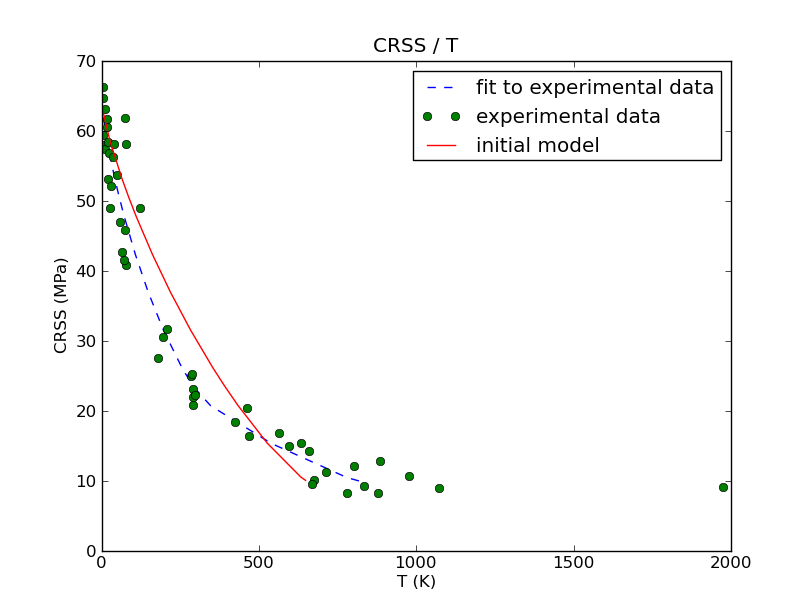 CRSS / T
70
60
50
40
30
20
10
0
CRSS (MPa)
fit to experimental data
experimental data
initial model
0 500 1000 1500 2000
T (K)